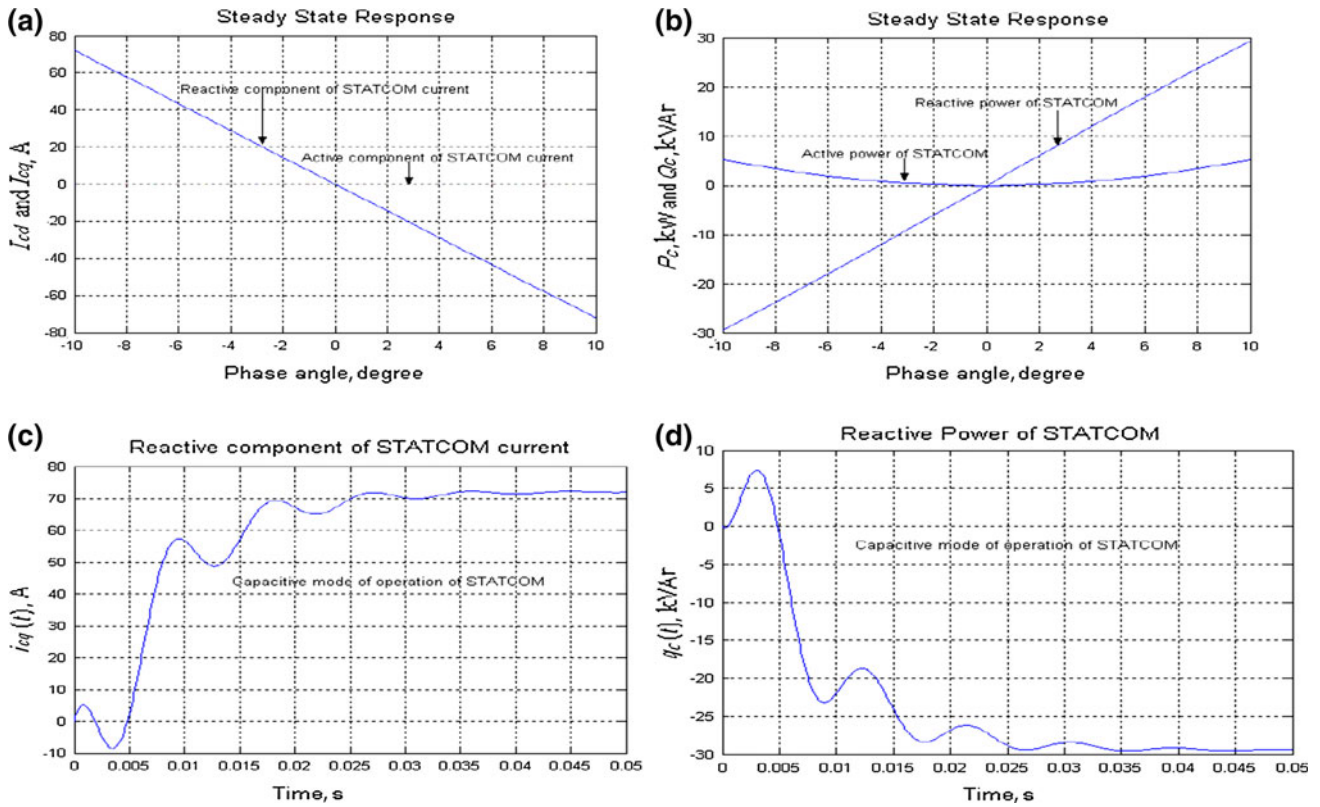 (a)
Steady State Response
80
60
40
20
0
-20
-40
-60
-80
Icd and Icq, A
Reactive component of STATCOM current
Active component of STATCOM current
-10 -8 -6 -4 -2 0 2 4 6 8 10
Phase angle, degree
(b)
Steady State Response
30
20
10
0
-10
-20
-30
Pc, kW and Qc, kVAr
Reactive power of STATCOM
Active power of STATCOM
-10 -8 -6 -4 -2 0 2 4 6 8 10
Phase angle, degree
(c)
Reactive component of STATCOM current
80
70
60
50
40
30
20
10
0
-10
icq (t), A
Capacitive mode of operation of STATCOM
0 0.005 0.01 0.015 0.02 0.025 0.03 0.035 0.04 0.045 0.05
Time, s
(d)
Reactive Power of STATCOM
10
5
0
-5
-10
-15
-20
-25
-30
qc(t), kVAr
Capacitive mode of operation of STATCOM
0 0.005 0.01 0.015 0.02 0.025 0.03 0.035 0.04 0.045 0.05
Time, s